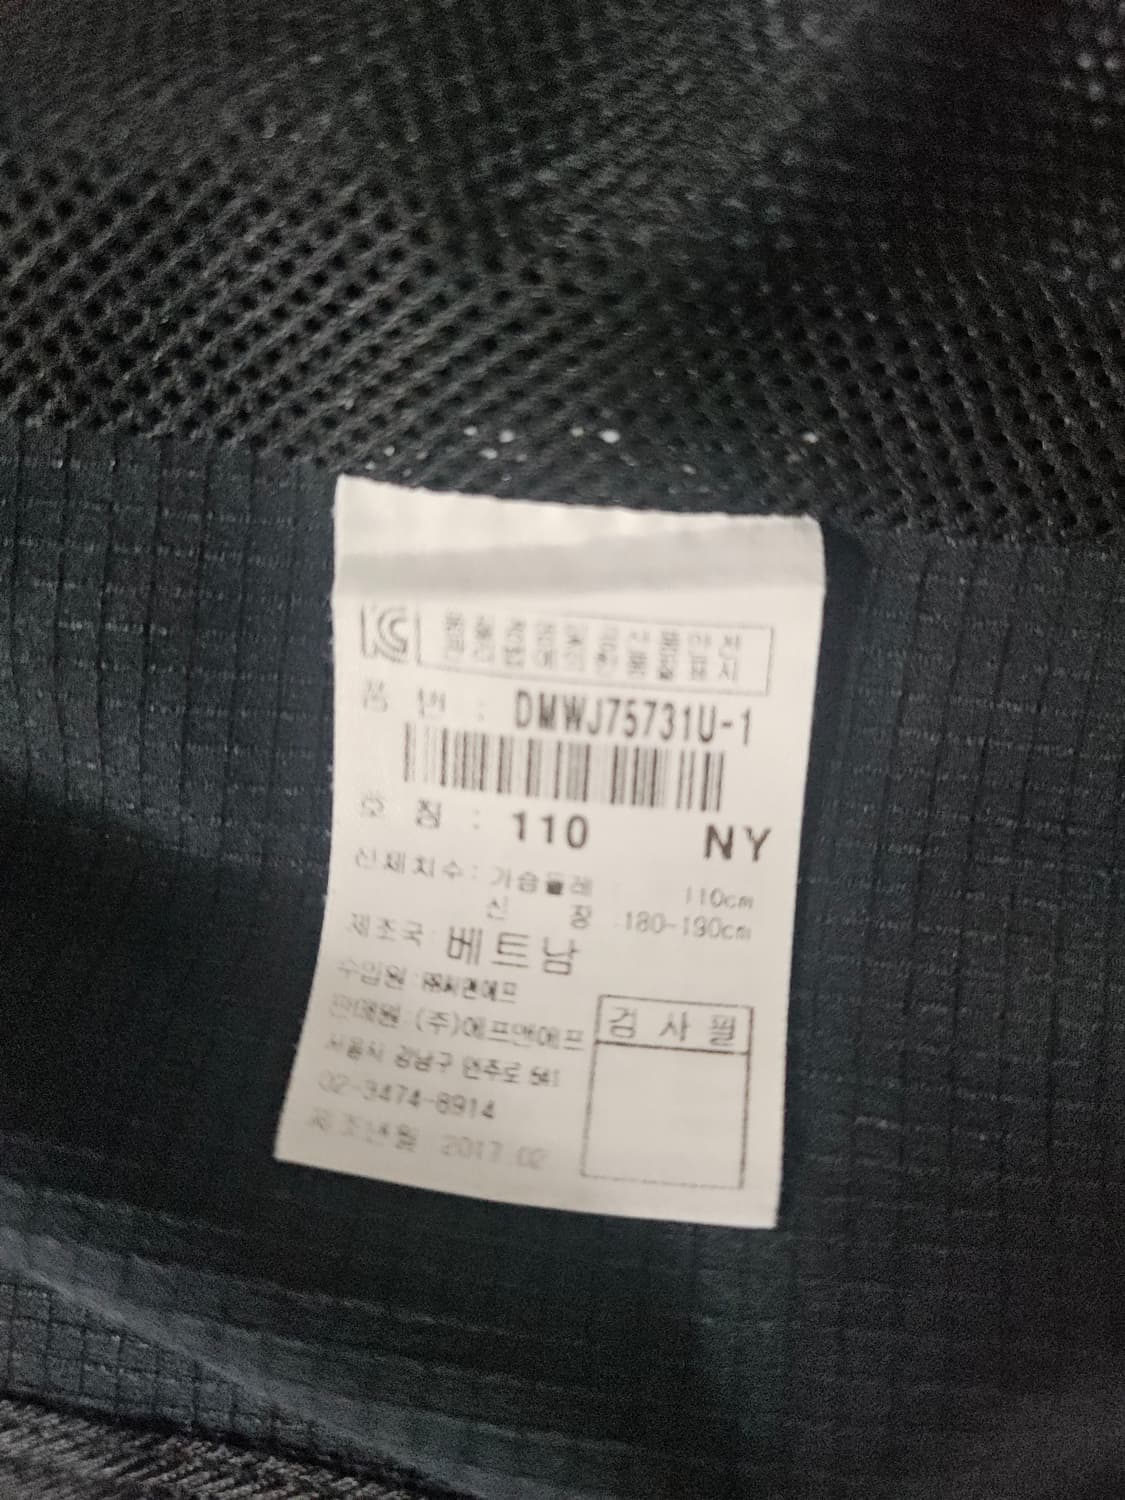 KC
품 번 : DMWJ75731U-1
호 칭 : 110 NY
신체치수 : 가슴둘레 110cm
신 장 180-190cm
제조국 베트남
수입원 :
판매원 : (주)에프앤에프
검사필
서울시 강남구 언주로 541
02-3474-8914
제조년월 2017.02